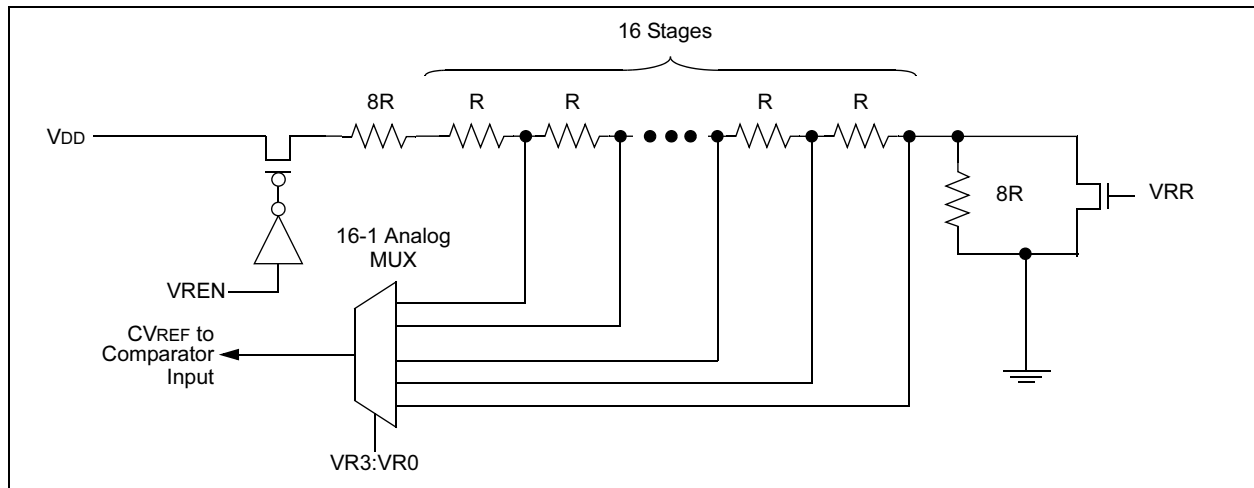 16 Stages
8R R R R R
VDD
8R
VRR
16-1 Analog
MUX
VREN
CVREF to
Comparator
Input
VR3:VR0